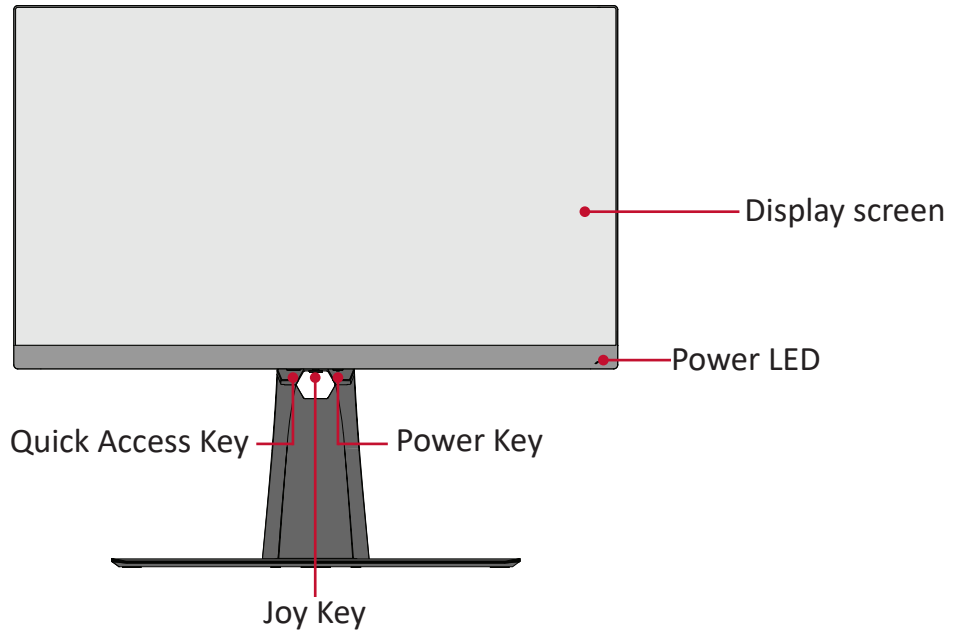 Display screen
Power LED
Quick Access Key
Power Key
Joy Key